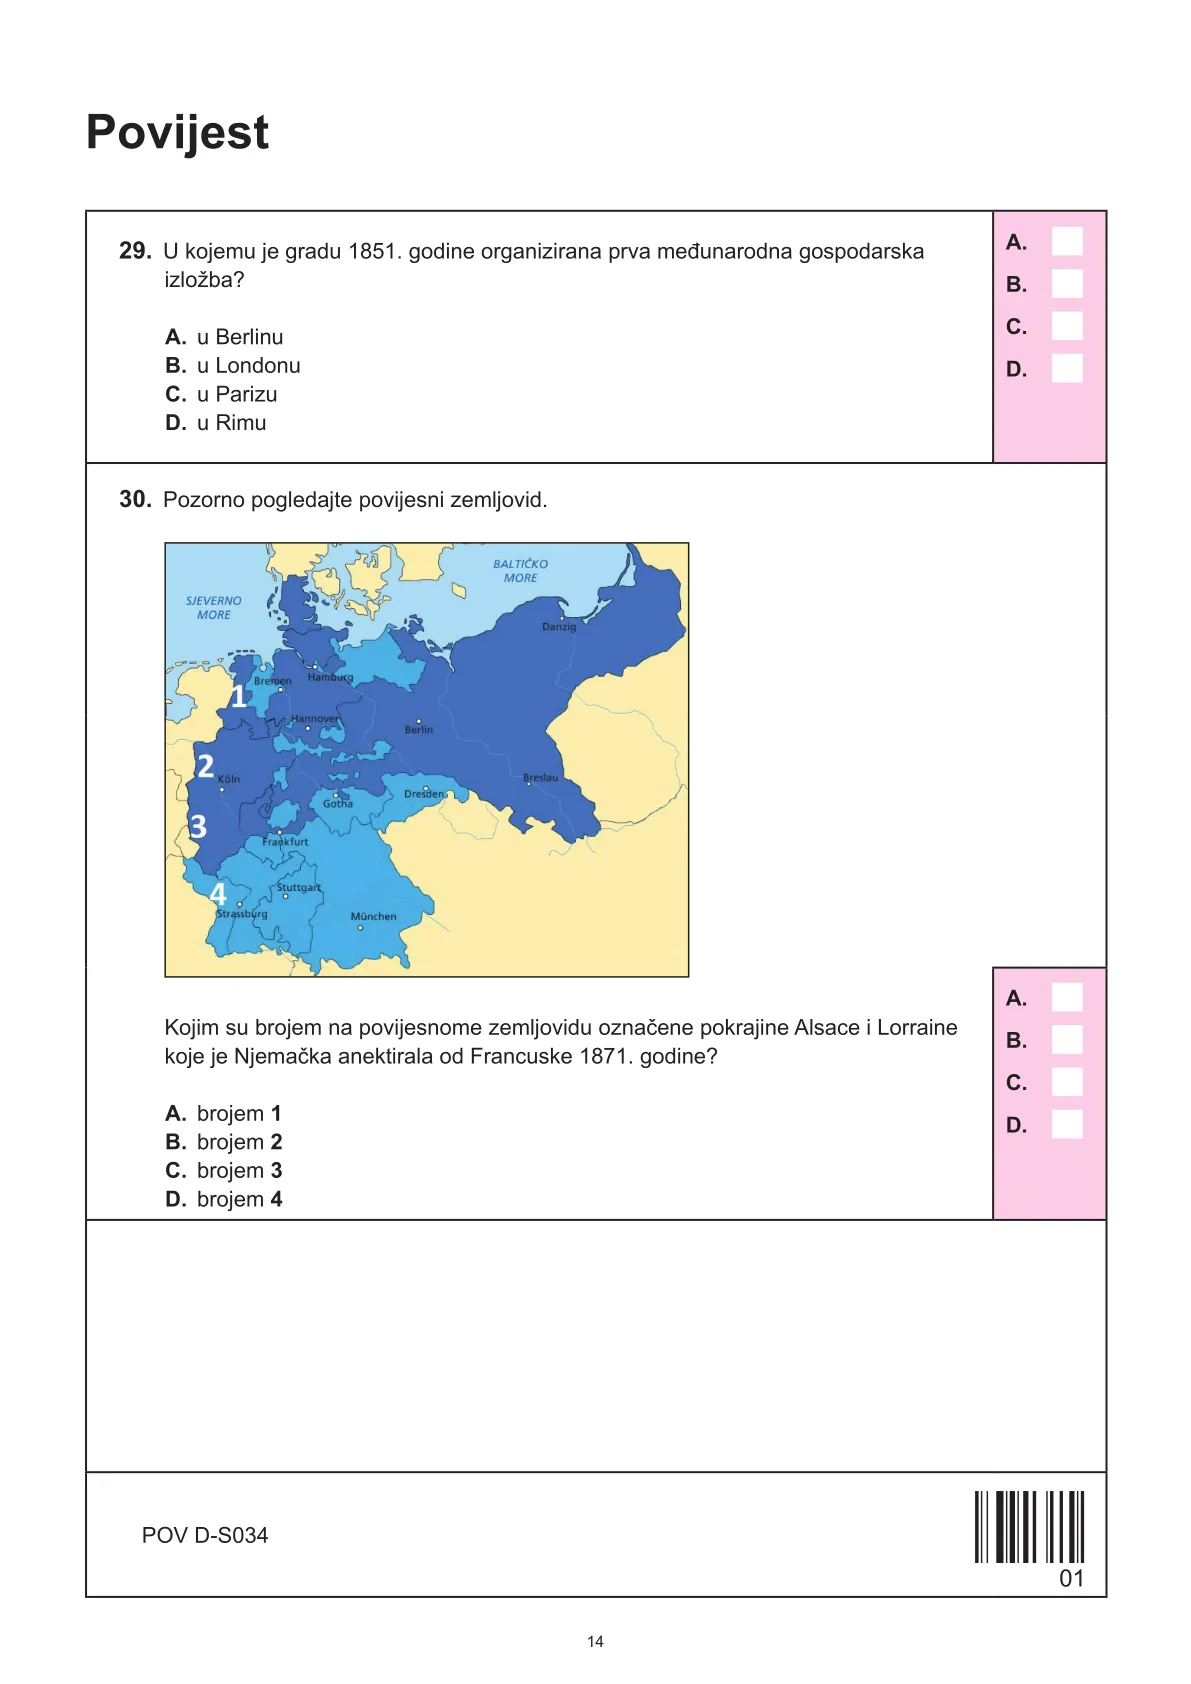 Povijest
29. U kojemu je gradu 1851. godine organizirana prva međunarodna gospodarska
izložba?
A. u Berlinu
B. u Londonu
C. u Parizu
D. u Rimu
A.
B.
C.
D.
30. Pozorno pogledajte povijesni zemljovid.
BALTIČKO
MORE
SJEVERNO
MORE
Danzig
Hamburg
Bremen
1
Hannover
Berlin
2
Köln
Breslau
Dresden
Gotha
3
Frankfurt
4
Stuttgart
Strassburg
München
Kojim su brojem na povijesnome zemljovidu označene pokrajine Alsace i Lorraine
koje je Njemačka anektirala od Francuske 1871. godine?
A. brojem 1
B. brojem 2
C. brojem 3
D. brojem 4
A.
B.
C.
D.
POV D-S034
01
14